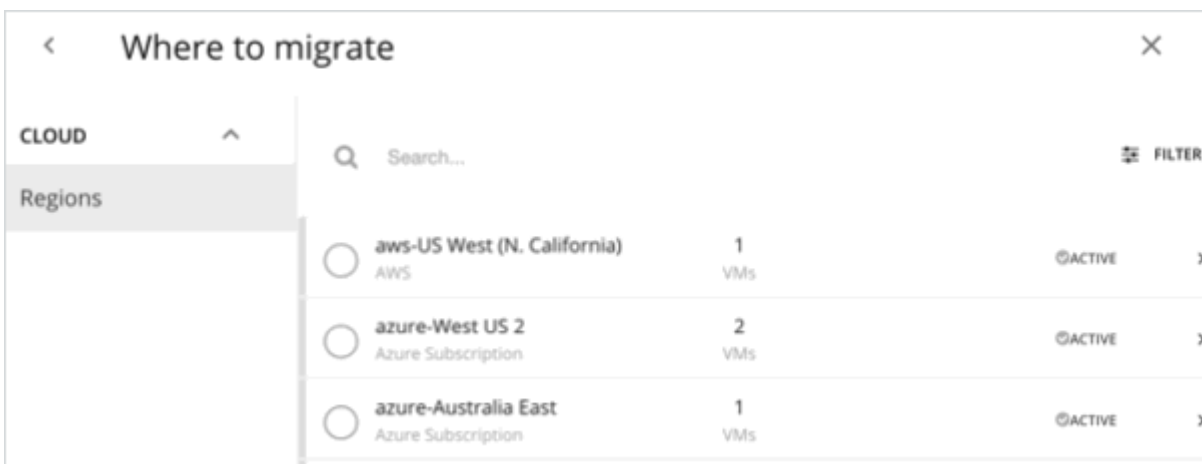 Where to migrate
CLOUD
Regions
Search...
FILTER
aws-US West (N. California)
AWS
1
VMs
ACTIVE
azure-West US 2
Azure Subscription
2
VMs
ACTIVE
azure-Australia East
Azure Subscription
1
VMs
ACTIVE